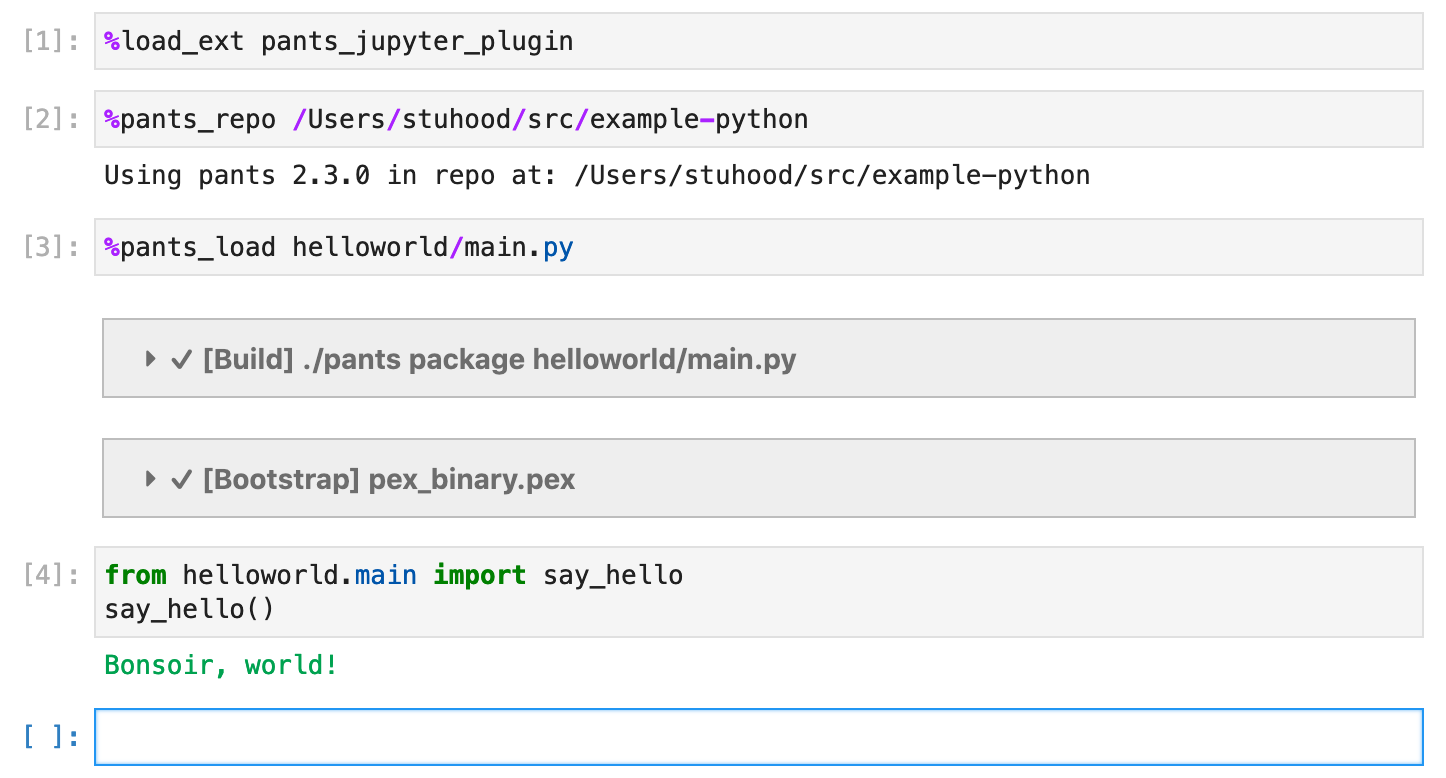 [1]: %load_ext pants_jupyter_plugin
[2]: %pants_repo /Users/stuhood/src/example-python
Using pants 2.3.0 in repo at: /Users/stuhood/src/example-python
[3]: %pants_load helloworld/main.py
[Build] ./pants package helloworld/main.py
[Bootstrap] pex_binary.pex
[4]: from helloworld.main import say_hello
say_hello()
Bonsoir, world!
[ ]: